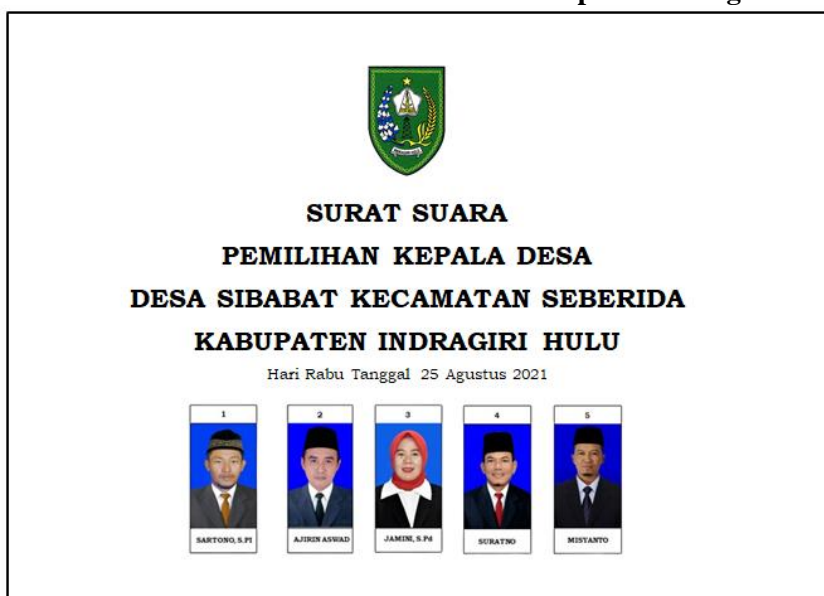 SURAT SUARA
PEMILIHAN KEPALA DESA
DESA SIBABAT KECAMATAN SEBERIDA
KABUPATEN INDRAGIRI HULU
Hari Rabu Tanggal 25 Agustus 2021
1 2 3 4 5
SARTONO, S.PI AJIRIN ASWAD JAMINI, S.Pd SURATNO MISYANTO